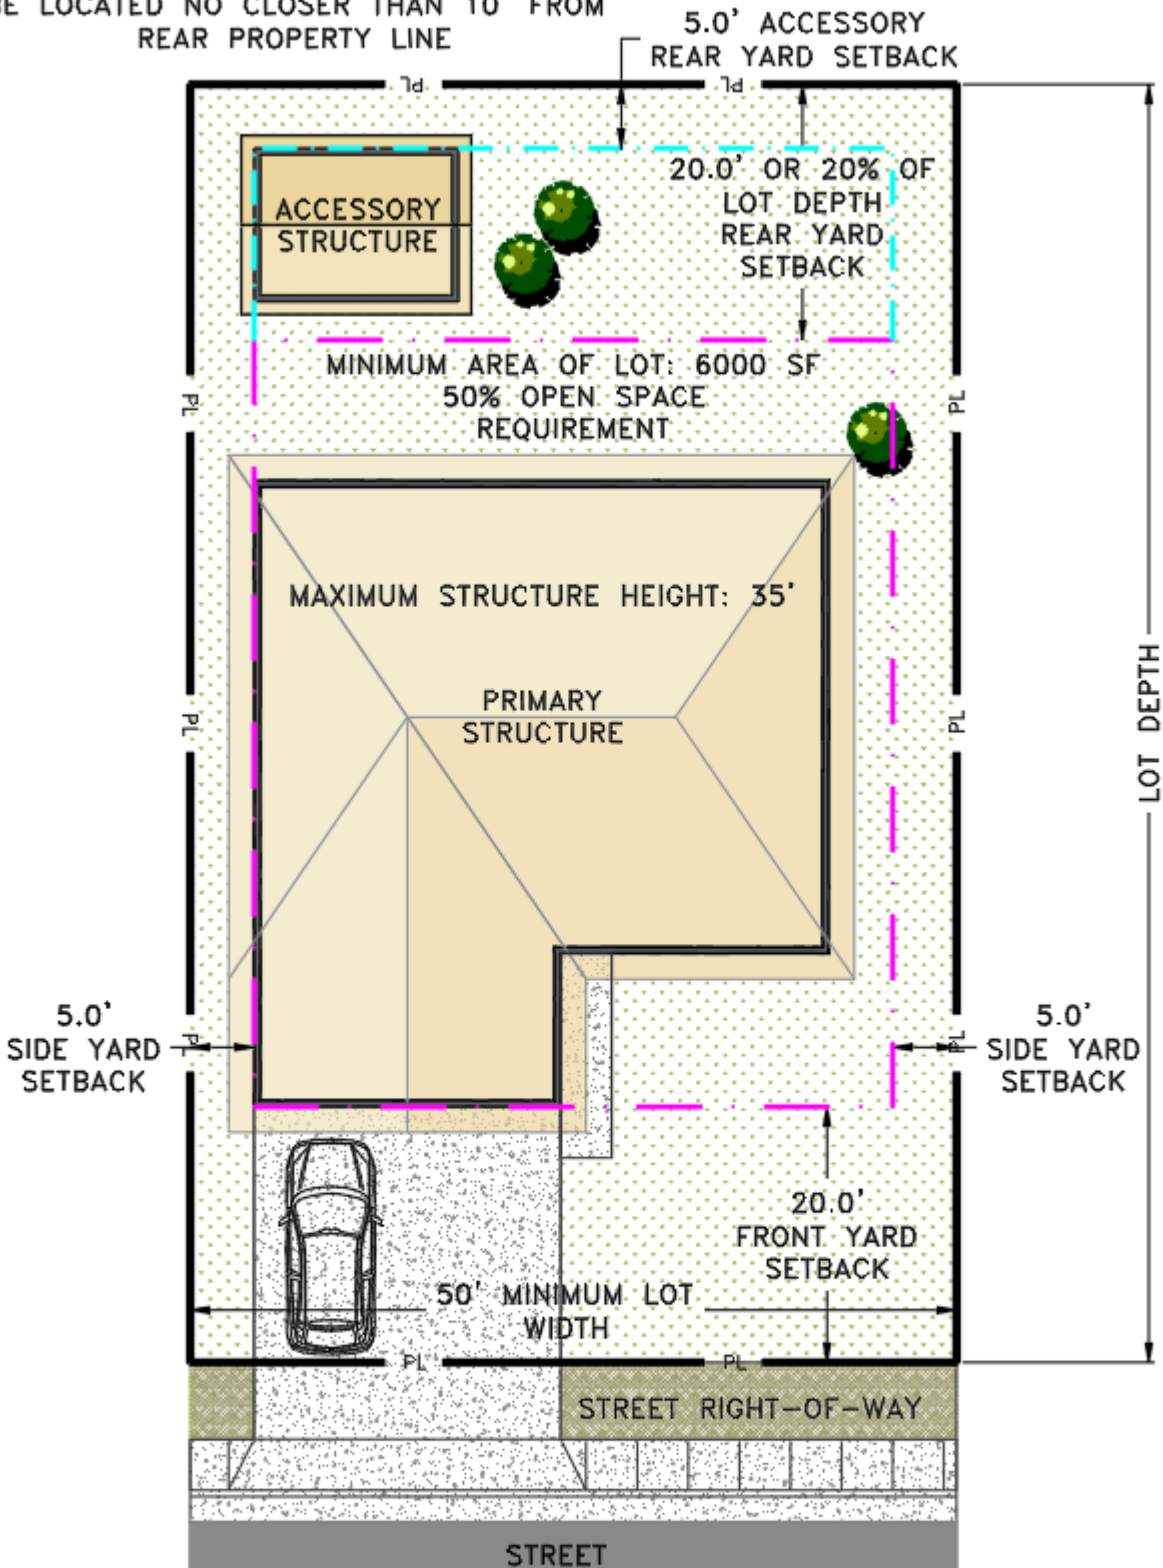 BE LOCATED NO CLOSER THAN 10' FROM
REAR PROPERTY LINE
5.0' ACCESSORY
REAR YARD SETBACK
PL
PL
20.0' OR 20% OF
LOT DEPTH
REAR YARD
SETBACK
ACCESSORY
STRUCTURE
MINIMUM AREA OF LOT: 6000 SF
50% OPEN SPACE
REQUIREMENT
PL
PL
MAXIMUM STRUCTURE HEIGHT: 35'
PRIMARY
STRUCTURE
PL
PL
LOT DEPTH
5.0'
SIDE YARD
SETBACK
PL
PL
5.0'
SIDE YARD
SETBACK
20.0'
FRONT YARD
SETBACK
50' MINIMUM LOT
WIDTH
PL
PL
STREET RIGHT-OF-WAY
STREET